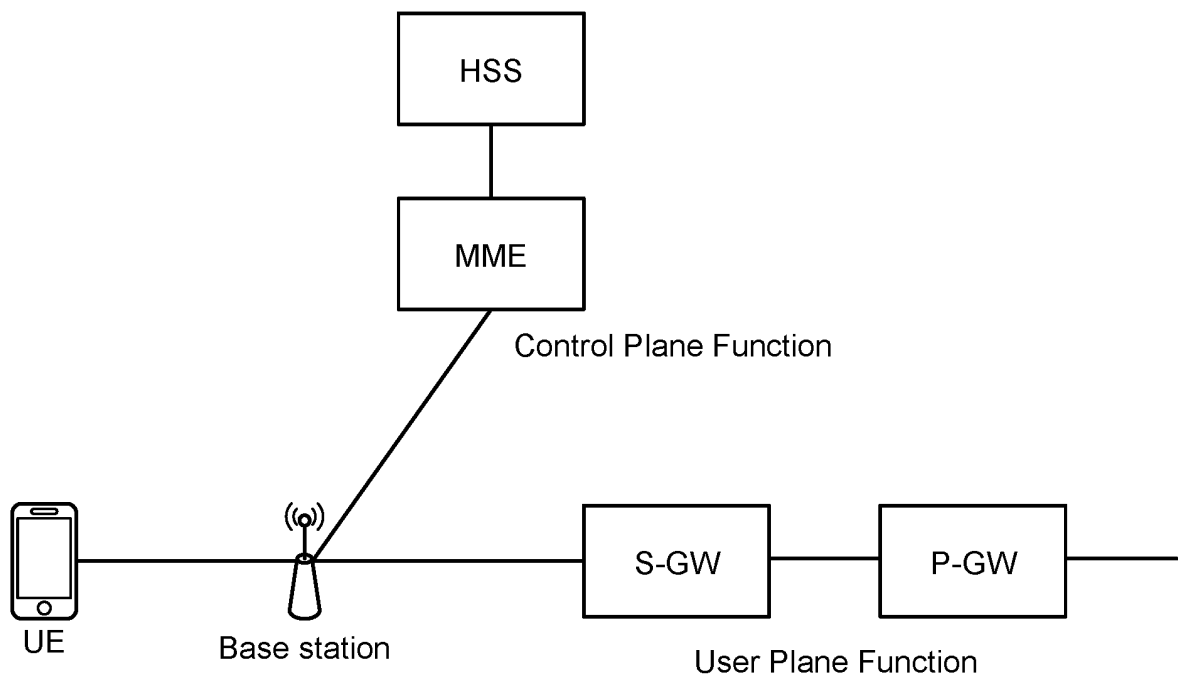 HSS
MME
Control Plane Function
S-GW
P-GW
UE
Base station
User Plane Function